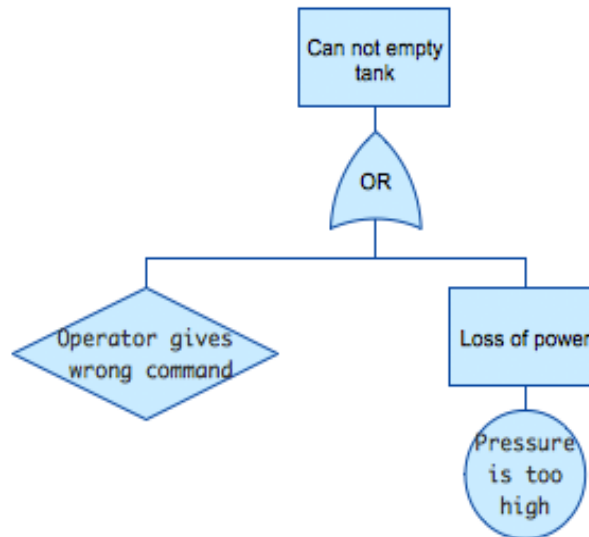 Can not empty
tank
OR
Operator gives
wrong command
Loss of power
Pressure
is too
high